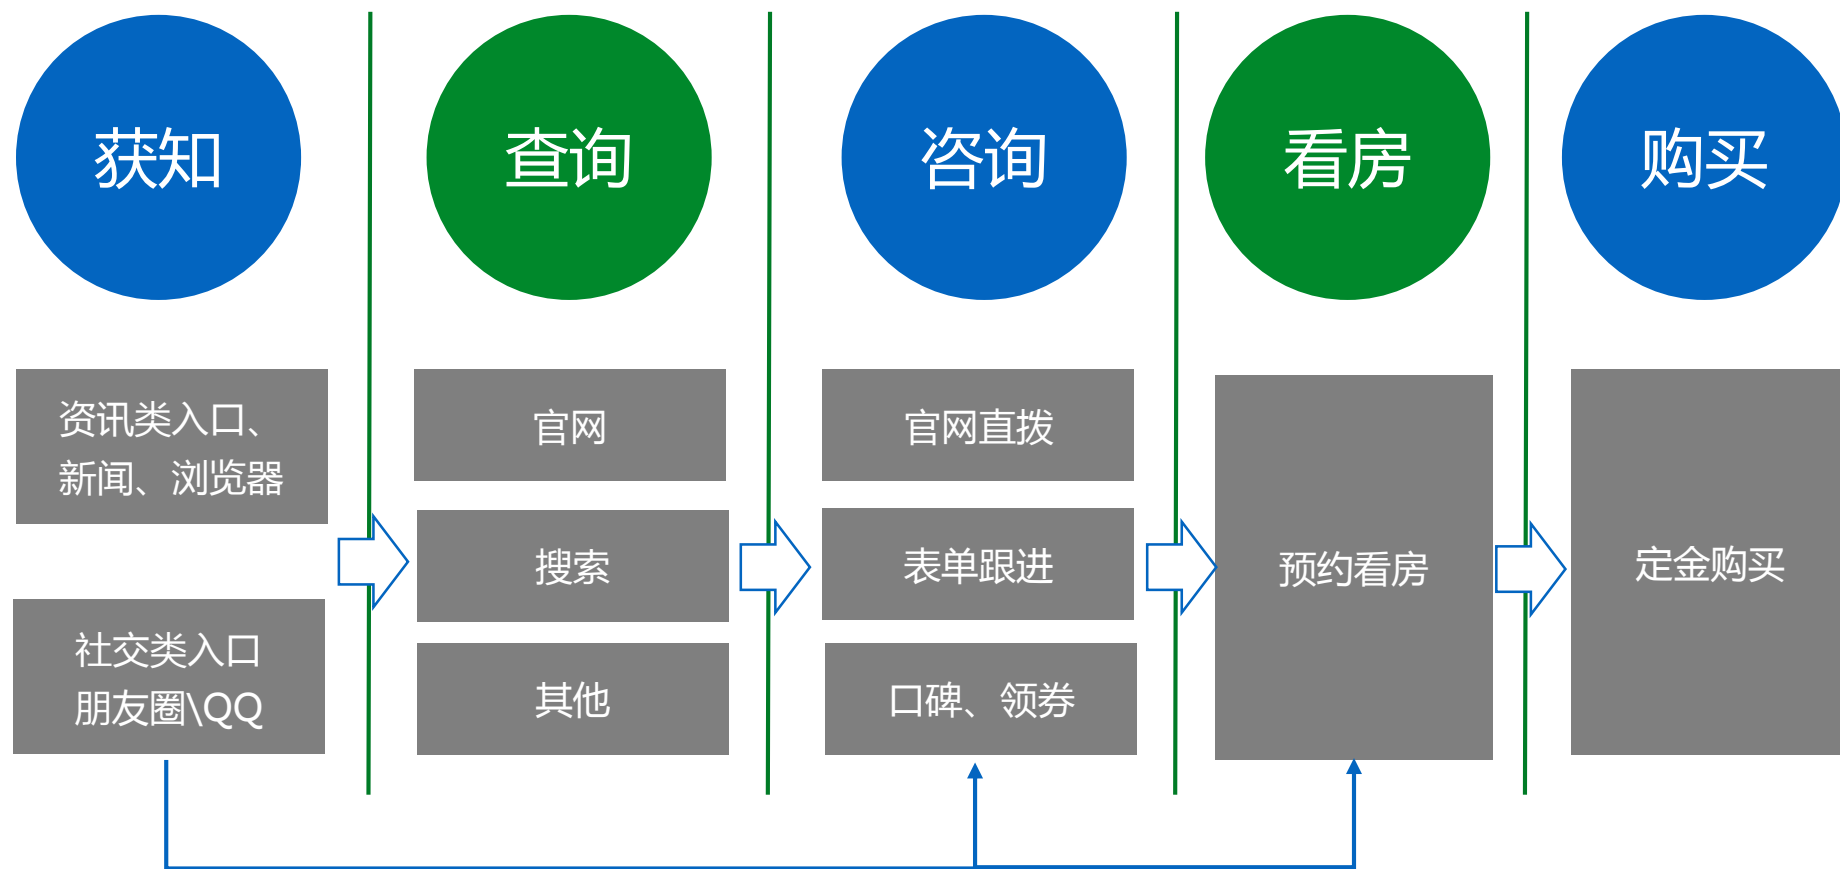 获知
查询
咨询
看房
购买
资讯类入口、
新闻、浏览器
社交类入口
朋友圈\QQ
官网
搜索
其他
官网直拨
表单跟进
口碑、领券
预约看房
定金购买